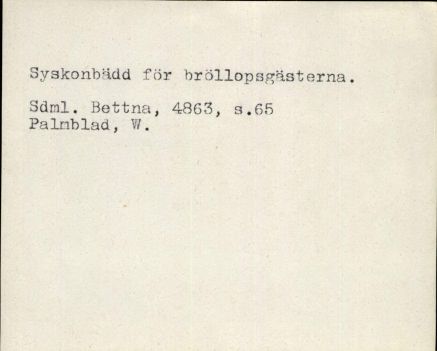 Syskonbädd för bröllopsgästerna.
Sdml. Bettna, 4863, s.65
Palmblad, W.